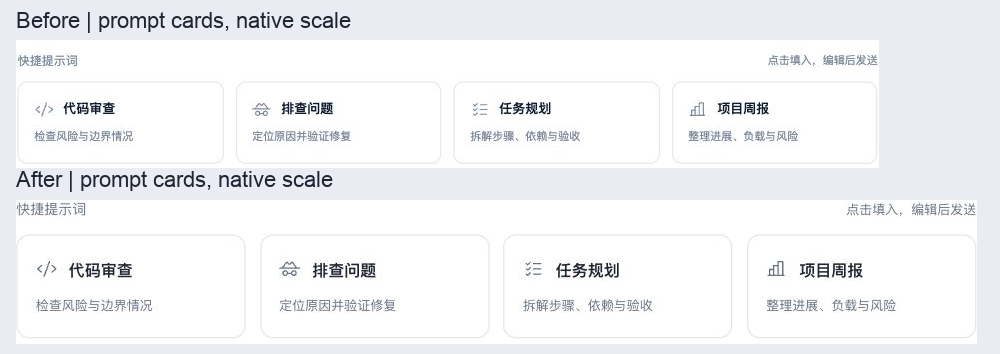 Before | prompt cards, native scale
快捷提示词 点击填入，编辑后发送
代码审查 排查问题 任务规划 项目周报
检查风险与边界情况 定位原因并验证修复 拆解步骤、依赖与验收 整理进展、负载与风险
After | prompt cards, native scale
快捷提示词 点击填入，编辑后发送
代码审查 排查问题 任务规划 项目周报
检查风险与边界情况 定位原因并验证修复 拆解步骤、依赖与验收 整理进展、负载与风险